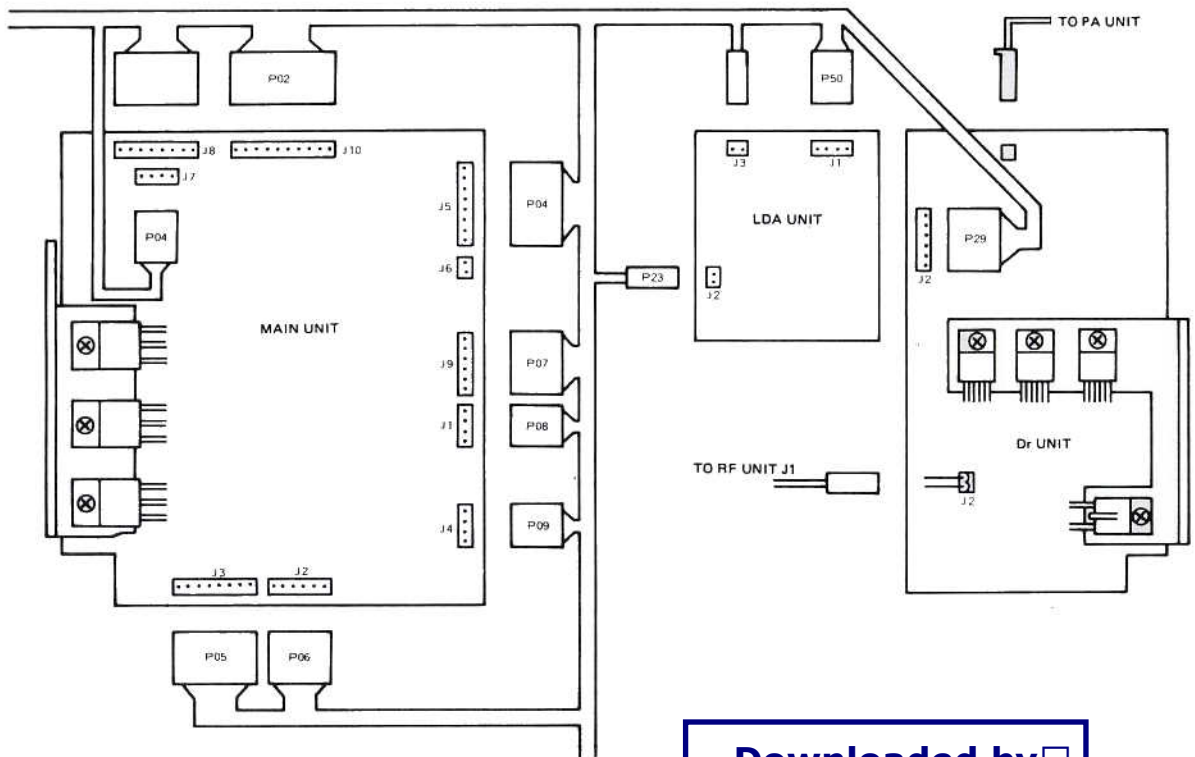 TO PA UNIT
P02
P50
J8
J10
J3
J1
J7
J5
P04
LDA UNIT
P04
J2
P29
J6
P23
J2
MAIN UNIT
J9
P07
J1
P08
Dr UNIT
TO RF UNIT J1
J2
J4
P09
J3
J2
P05
P06
Downloaded by